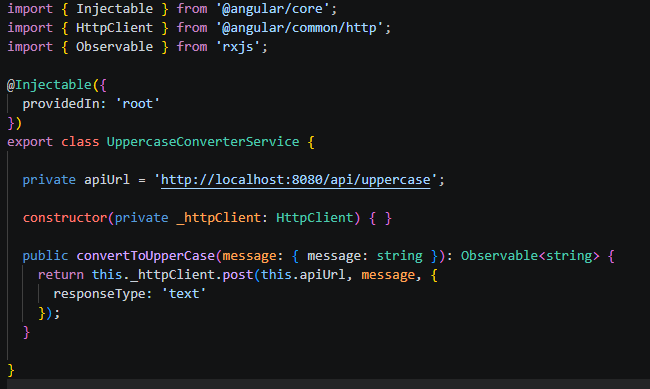 import { Injectable } from '@angular/core';
import { HttpClient } from '@angular/common/http';
import { Observable } from 'rxjs';

@Injectable({
  providedIn: 'root'
})
export class UppercaseConverterService {

  private apiUrl = 'http://localhost:8080/api/uppercase';

  constructor(private _httpClient: HttpClient) { }

  public convertToUpperCase(message: { message: string }): Observable<string> {
    return this._httpClient.post(this.apiUrl, message, {
      responseType: 'text'
    });
  }

}